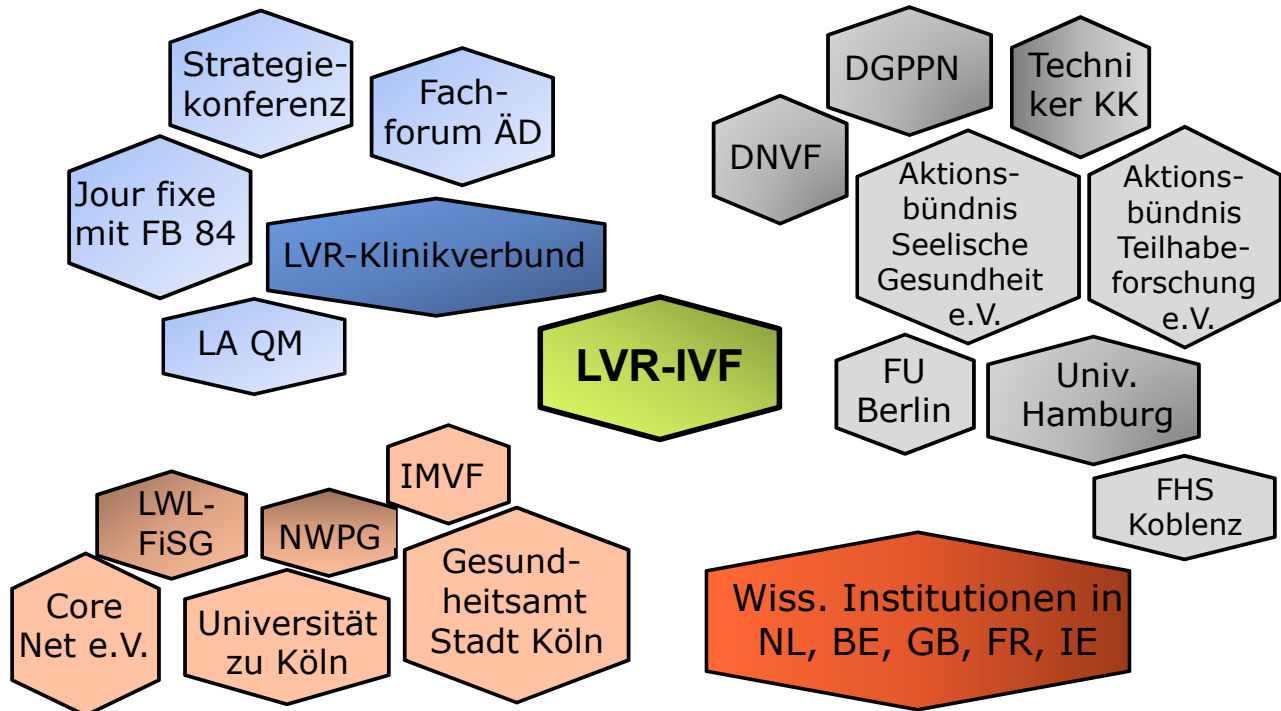 Strategie-
konferenz
Fach-
forum ÄD
Jour fixe
mit FB 84
LVR-Klinikverbund
LA QM
DGPPN
Techni
ker KK
DNVF
Aktions-
bündnis
Seelische
Gesundheit
e.V.
Aktions-
bündnis
Teilhabe-
forschung
e.V.
LVR-IVF
FU
Berlin
Univ.
Hamburg
FHS
Koblenz
IMVF
LWL-
FiSG
NWPG
Gesund-
heitsamt
Stadt Köln
Core
Net e.V.
Universität
zu Köln
Wiss. Institutionen in
NL, BE, GB, FR, IE